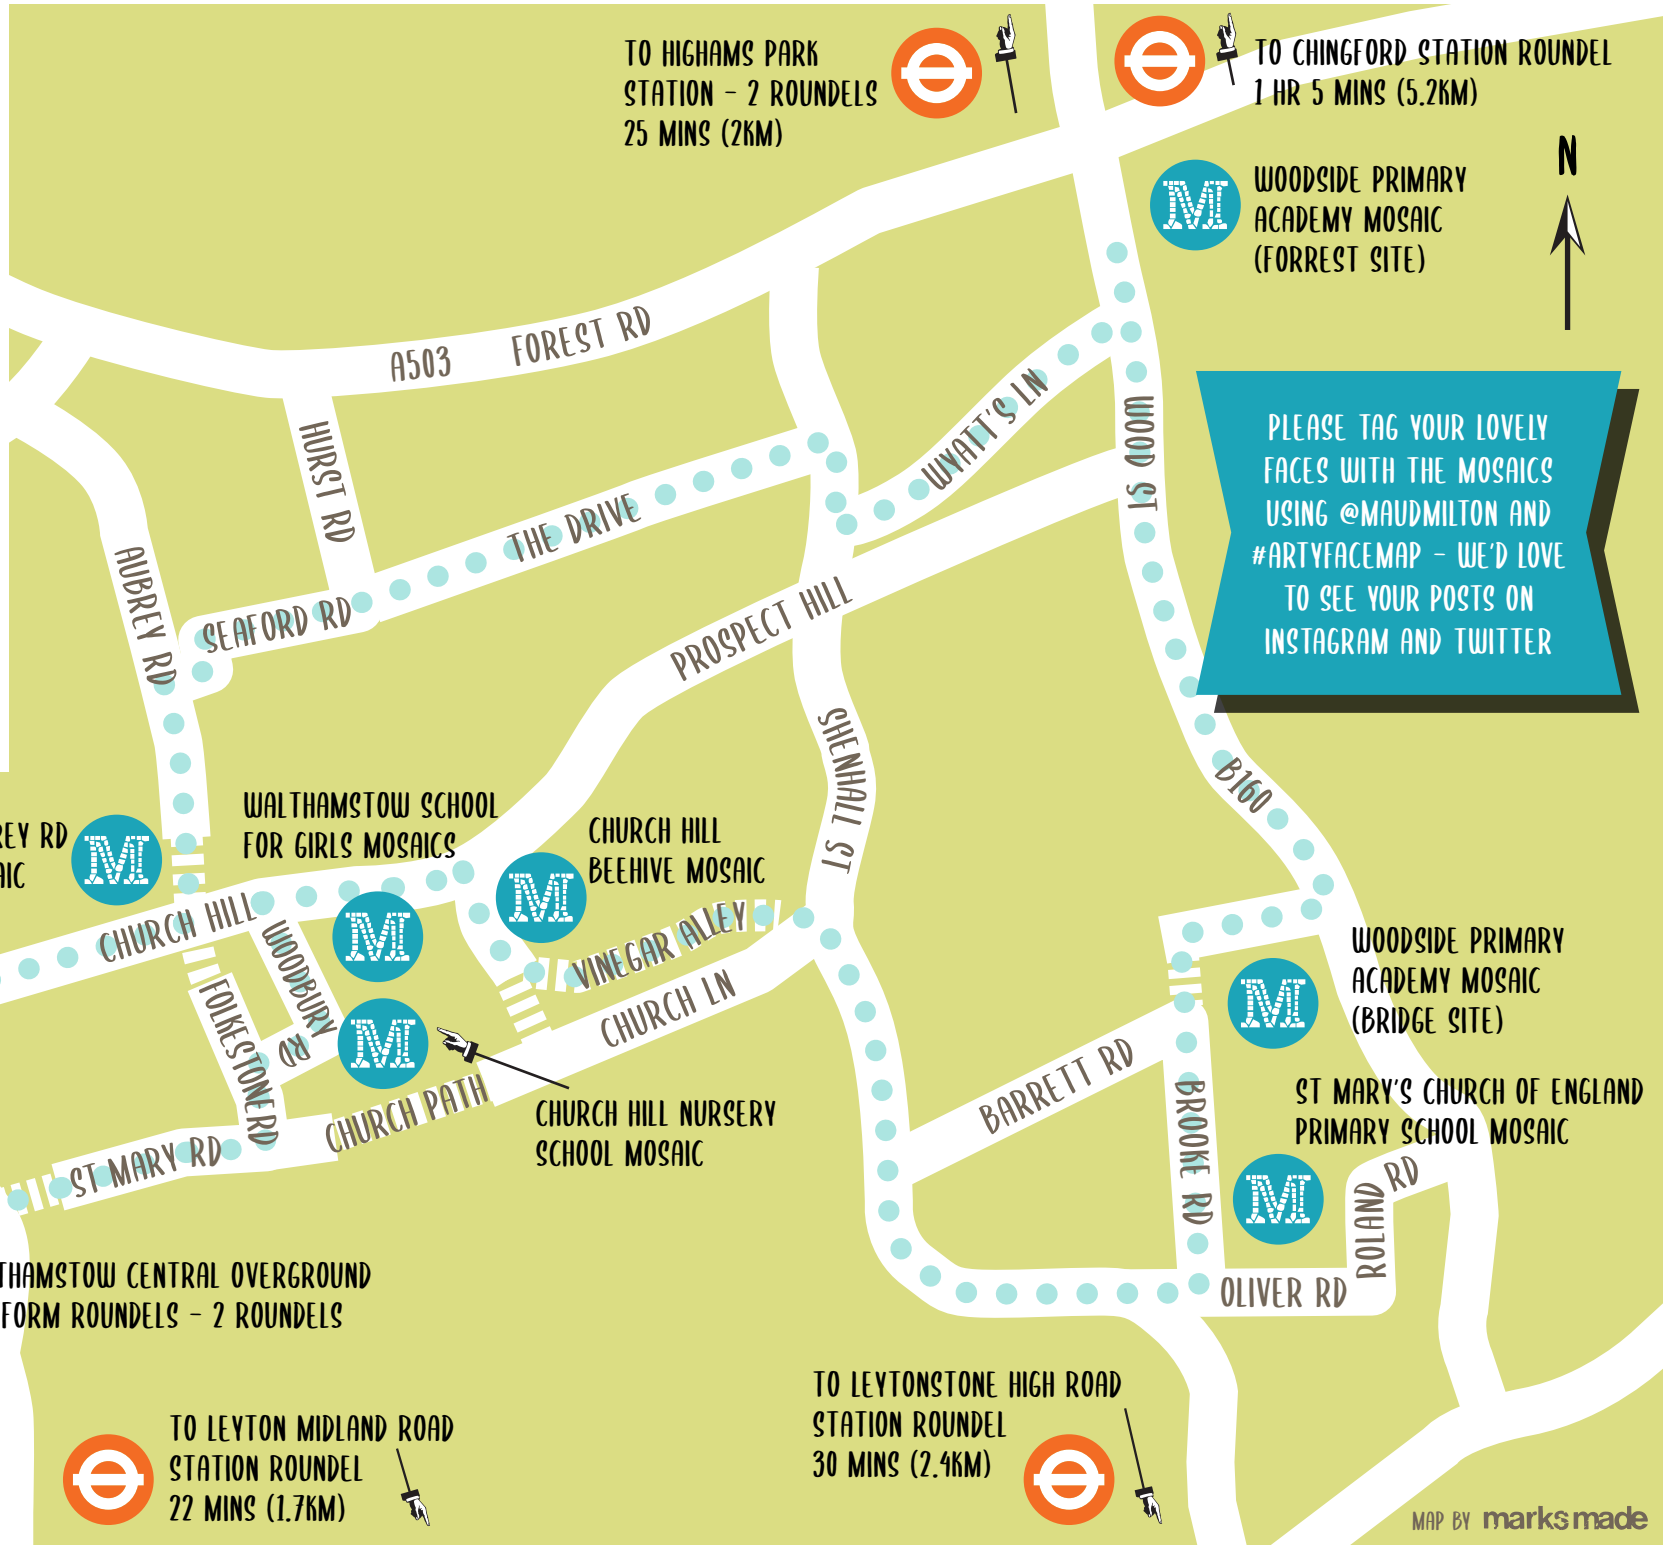 TO HIGHAMS PARK
STATION - 2 ROUNDELS
25 MINS (2KM)
TO CHINGFORD STATION ROUNDEL
1 HR 5 MINS (5.2KM)
N
M
WOODSIDE PRIMARY
ACADEMY MOSAIC
(FORREST SITE)
A503
FOREST RD
HURST RD
WYATT'S LN
WOOD ST
PLEASE TAG YOUR LOVELY
FACES WITH THE MOSAICS
USING @MAUDMILTON AND
#ARTYFACEMAP - WE'D LOVE
TO SEE YOUR POSTS ON
INSTAGRAM AND TWITTER
THE DRIVE
AUBREY RD
SEAFORD RD
PROSPECT HILL
SHENHALL ST
B160
REY RD
AIC
M
WALTHAMSTOW SCHOOL
FOR GIRLS MOSAICS
M
CHURCH HILL
BEEHIVE MOSAIC
M
CHURCH HILL
WOODBURY
RD
FOLKESTONE RD
VINEGAR ALLEY
CHURCH LN
M
CHURCH HILL NURSERY
SCHOOL MOSAIC
CHURCH PATH
ST MARY RD
WOODSIDE PRIMARY
ACADEMY MOSAIC
(BRIDGE SITE)
M
BARRETT RD
BROOKE RD
ST MARY'S CHURCH OF ENGLAND
PRIMARY SCHOOL MOSAIC
M
ROLAND RD
OLIVER RD
THAMSTOW CENTRAL OVERGROUND
FORM ROUNDELS - 2 ROUNDELS
TO LEYTON MIDLAND ROAD
STATION ROUNDEL
22 MINS (1.7KM)
TO LEYTONSTONE HIGH ROAD
STATION ROUNDEL
30 MINS (2.4KM)
MAP BY marksmade